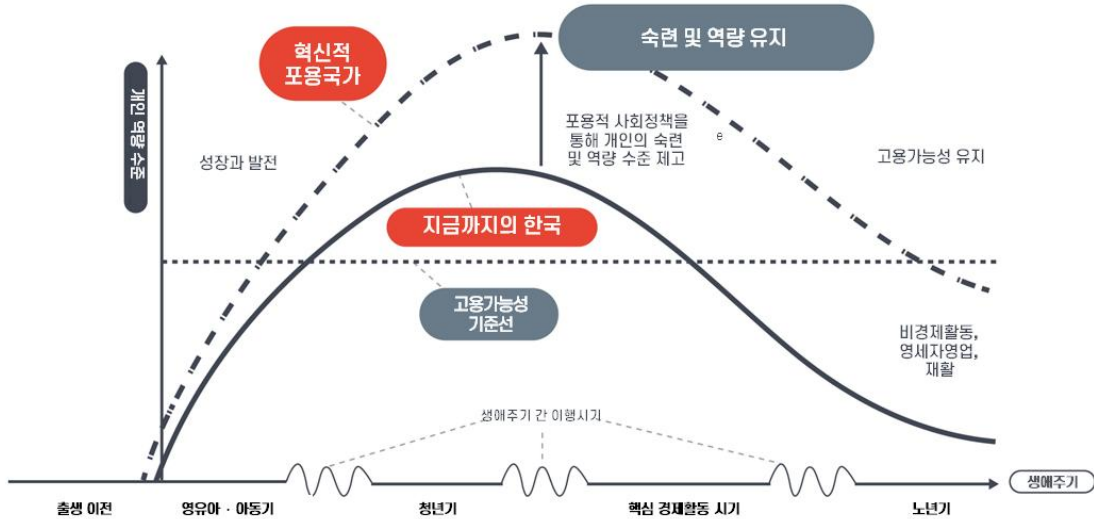 숙련 및 역량 유지
혁신적
포용국가
개인 역량 수준
성장과 발전
포용적 사회정책을
통해 개인의 숙련
및 역량 수준 제고
e
고용가능성 유지
지금까지의 한국
고용가능성
기준선
비경제활동,
영세자영업,
재활
생애주기 간 이행시기
생애주기
출생 이전
영유아 · 아동기
청년기
핵심 경제활동 시기
노년기